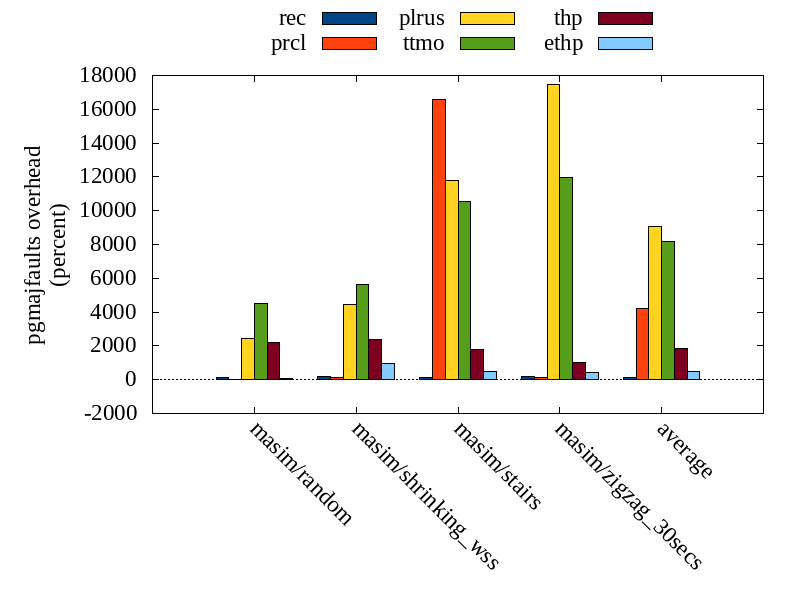 rec plrus thp
prcl ttmo ethp
pgmajfaults overhead
(percent)
18000
16000
14000
12000
10000
8000
6000
4000
2000
0
-2000
masim/random
masim/shrinking_wss
masim/stairs
masim/zigzag_30secs
average